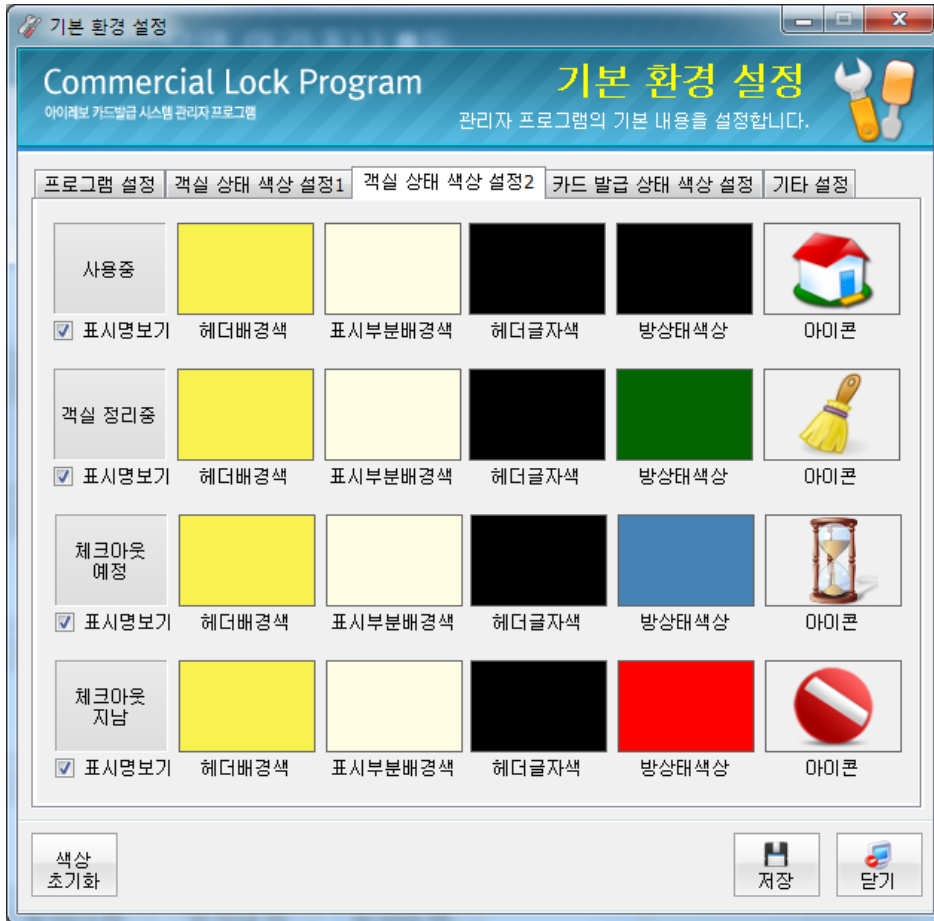 기본 환경 설정
Commercial Lock Program
아이레보 카드발급 시스템 관리자 프로그램
기본 환경 설정
관리자 프로그램의 기본 내용을 설정합니다.
프로그램 설정 객실 상태 색상 설정1 객실 상태 색상 설정2 카드 발급 상태 색상 설정 기타 설정
사용중
표시명보기 헤더배경색 표시부분배경색 헤더글자색 방상태색상 아이콘
객실 정리중
표시명보기 헤더배경색 표시부분배경색 헤더글자색 방상태색상 아이콘
체크아웃
예정
표시명보기 헤더배경색 표시부분배경색 헤더글자색 방상태색상 아이콘
체크아웃
지남
표시명보기 헤더배경색 표시부분배경색 헤더글자색 방상태색상 아이콘
색상
초기화
저장
닫기